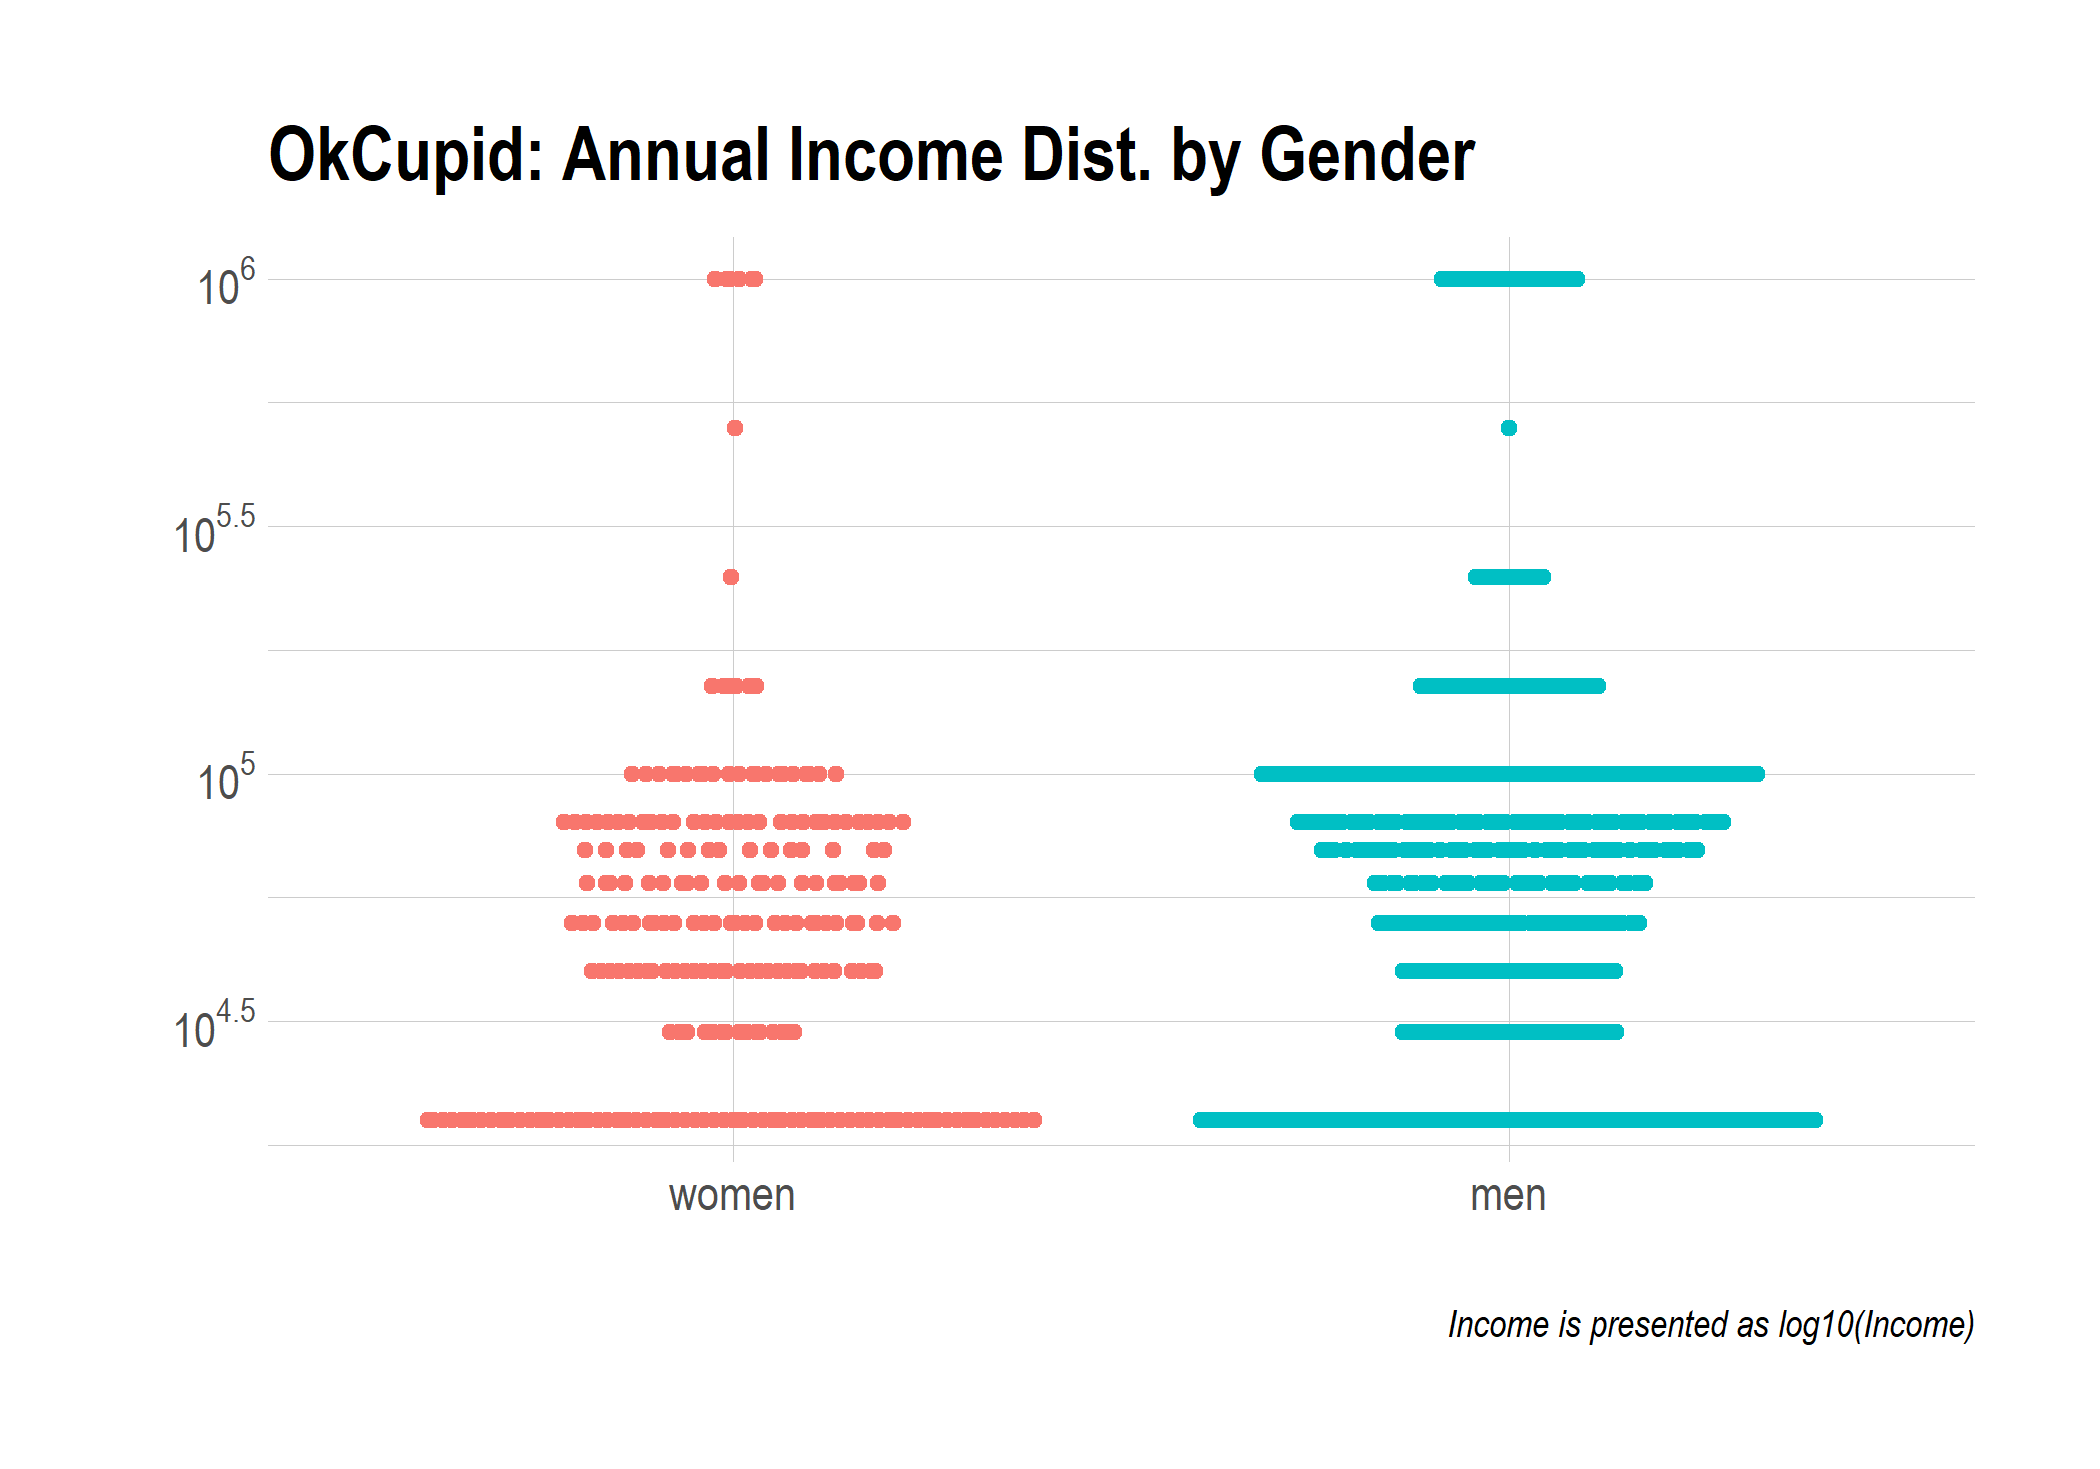 OkCupid: Annual Income Dist. by Gender
10^6
10^5.5
10^5
10^4.5
women men
Income is presented as log10(Income)